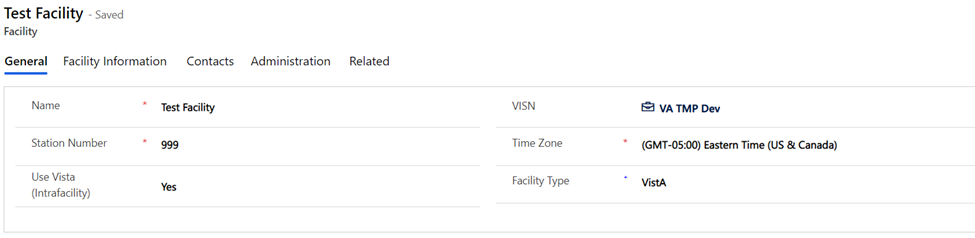 Test Facility - Saved
Facility
General Facility Information Contacts Administration Related
Name * Test Facility VISN VA TMP Dev
Station Number * 999 Time Zone * (GMT-05:00) Eastern Time (US & Canada)
Use Vista
(Intrafacility) Yes Facility Type + VistA